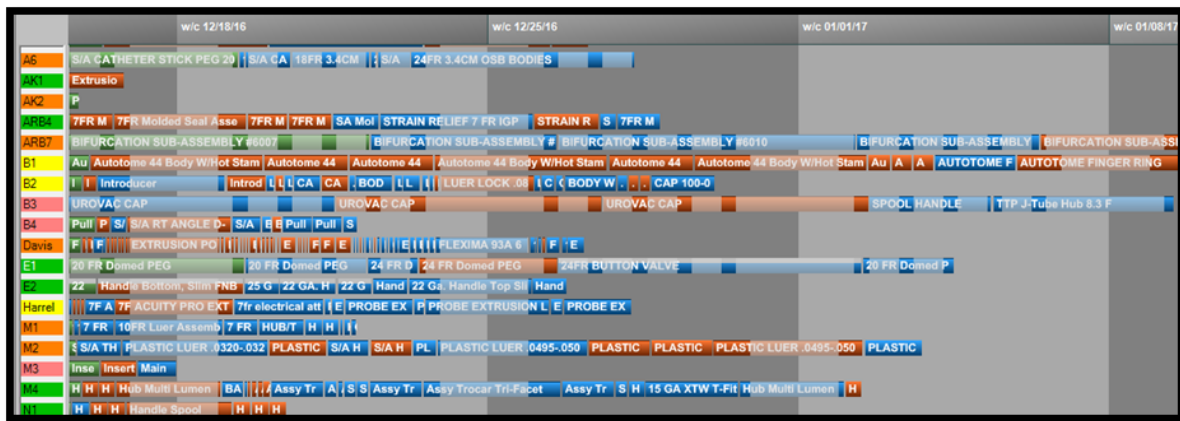 w/c 12/18/16 w/c 12/25/16 w/c 01/01/17 w/c 01/08/17
A6 S/A CATHETER STICK PEG 20 S/A CA 18FR 3.4CM S/A 24FR 3.4CM OSB BODIES
AK1 Extrusio
AK2 P
ARB4 7FR M 7FR Molded Seal Asse 7FR M 7FR M SA Mol STRAIN RELIEF 7 FR IGP STRAIN R S 7FR M
ARB7 BIFURCATION SUB-ASSEMBLY #6007 BIFURCATION SUB-ASSEMBLY # BIFURCATION SUB-ASSEMBLY #6010 BIFURCATION SUB-ASSEMBLY BIFURCATION SUB-ASS
B1 Au Autotome 44 Body W/Hot Stam Autotome 44 Autotome 44 Autotome 44 Body W/Hot Stam Autotome 44 Autotome 44 Body W/Hot Stam Au A A AUTOTOME F AUTOTOME FINGER RING
B2 I I Introducer Introd L L L CA CA .BOD LL LUER LOCK .08 C BODY W . . . CAP 100-0
B3 UROVAC CAP UROVAC CAP UROVAC CAP SPOOL HANDLE TTP J-Tube Hub 8.3 F
B4 Pull P S/ S/A RT ANGLE D- S/A E E Pull Pull S
Davis F F EXTRUSION PO E F F E E FLEXIMA 93A 6 F E
E1 20 FR Domed PEG 20 FR Domed PEG 24 FR D 24 FR Domed PEG 24FR BUTTON VALVE 20 FR Domed P
E2 22 Handle Bottom, Slim FNB 25 G 22 GA. H 22 G Hand 22 Ga. Handle Top Sli Hand
Harrel 7F A 7F ACUITY PRO EXT 7fr electrical att E PROBE EX P PROBE EXTRUSION L E PROBE EX
M1 7 FR 10FR Luer Assemb 7 FR HUB/T H H
M2 S S/A TH PLASTIC LUER .0320-.032 PLASTIC S/A H S/A H PL PLASTIC LUER .0495-.050 PLASTIC PLASTIC PLASTIC LUER .0495-.050 PLASTIC
M3 Inse Insert Main
M4 H H H Hub Multi Lumen BA Assy Tr A S S Assy Tr Assy Trocar Tri-Facet Assy Tr S H 15 GA XTW T-Fit Hub Multi Lumen H
N1 H H H Handle Spool H H H